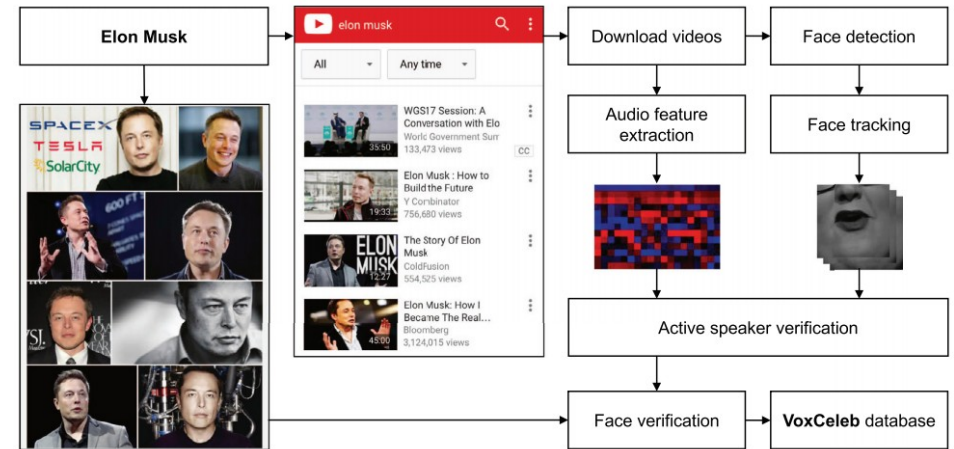 Elon Musk
elon musk
Download videos
Face detection
All
Any time
SPACEX
TESLA
SolarCity
WGS17 Session: A
Conversation with Elo
World Government Sum
133,473 views
CC
35:50
Audio feature
extraction
Face tracking
600 FT
Elon Musk : How to
Build the Future
Y Combinator
756,680 views
19:33
ELON
MUSK
12:27
The Story Of Elon
Musk
ColdFusion
554,525 views
WSJ.
THE
Elon Musk: How I
Became The Real...
Bloomberg
3,124,015 views
45:00
Active speaker verification
Face verification
VoxCeleb database